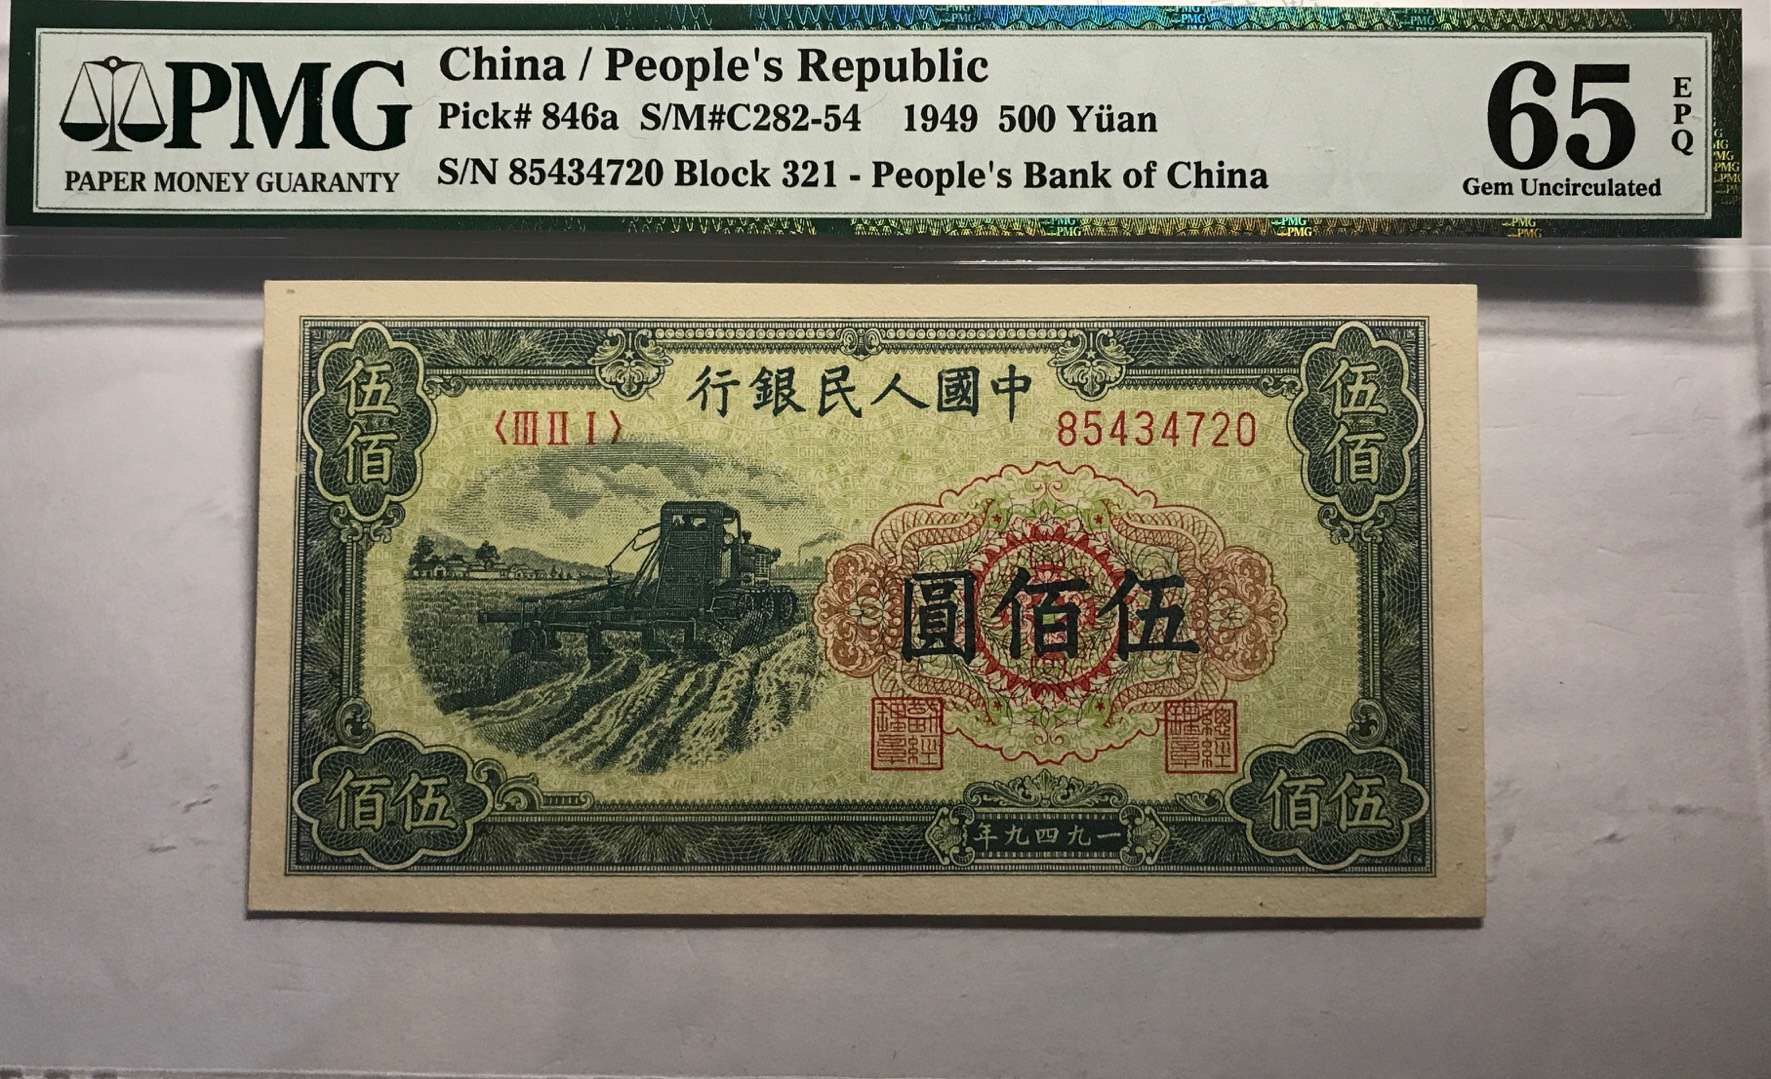 PMG
PAPER MONEY GUARANTY
China / People's Republic
Pick# 846a S/M#C282-54 1949 500 Yüan
S/N 85434720 Block 321 - People's Bank of China
65
EPQ
Gem Uncirculated
行銀民人國中
〈III II I〉
85434720
伍佰
伍佰
圓佰伍
佰伍
佰伍
年九四九一